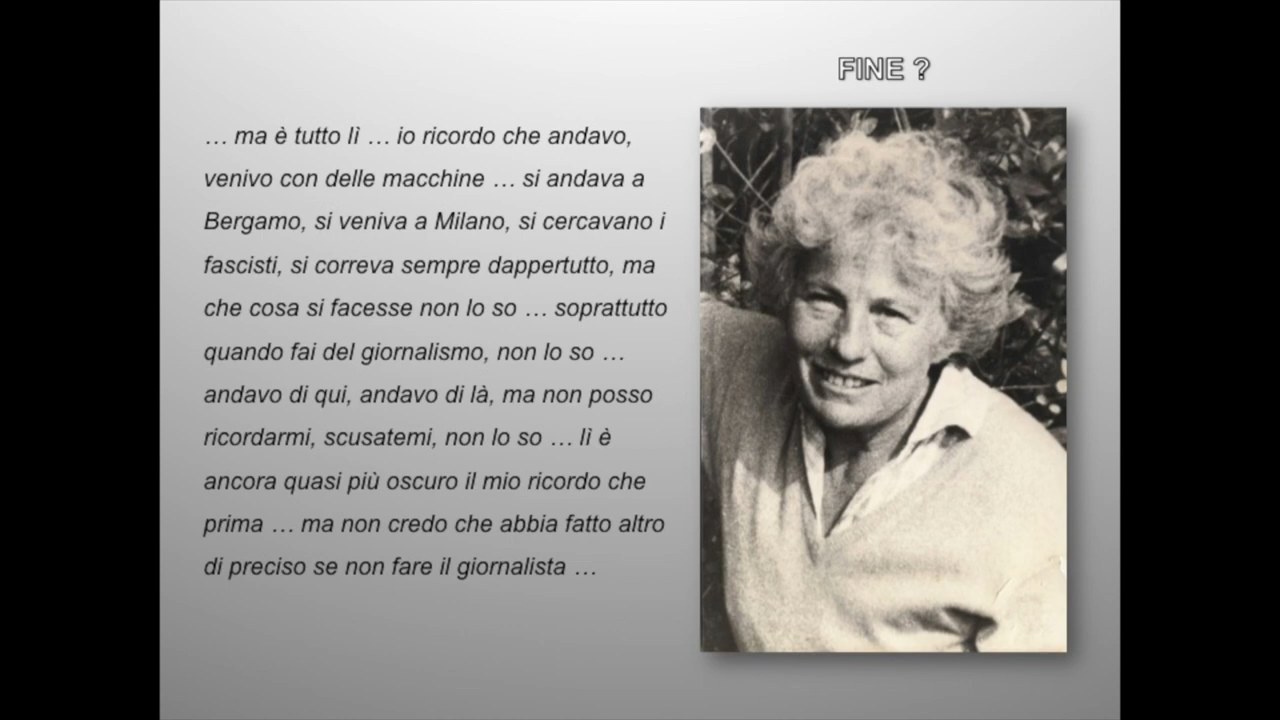 FINE ?
… ma è tutto lì … io ricordo che andavo,
venivo con delle macchine … si andava a
Bergamo, si veniva a Milano, si cercavano i
fascisti, si correva sempre dappertutto, ma
che cosa si facesse non lo so … soprattutto
quando fai del giornalismo, non lo so …
andavo di qui, andavo di là, ma non posso
ricordarmi, scusatemi, non lo so … lì è
ancora quasi più oscuro il mio ricordo che
prima … ma non credo che abbia fatto altro
di preciso se non fare il giornalista …